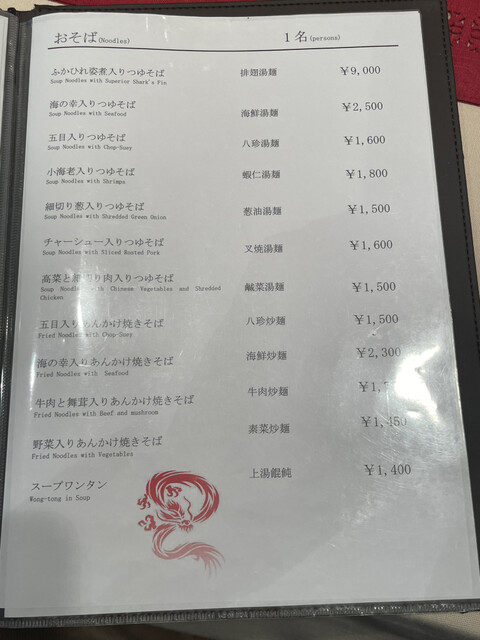 おそば(Noodles) 1名(persons)
ふかひれ姿煮入りつゆそば 排翅湯麺 ￥9,000
Soup Noodles with Superior Shark's Fin
海の幸入りつゆそば 海鮮湯麺 ￥2,500
Soup Noodles with Seafood
五目入りつゆそば 八珍湯麺 ￥1,600
Soup Noodles with Chop-Suey
小海老入りつゆそば 蝦仁湯麺 ￥1,800
Soup Noodles with Shrimps
細切り葱入りつゆそば 葱油湯麺 ￥1,500
Soup Noodles with Shredded Green Onion
チャーシュー入りつゆそば 叉焼湯麺 ￥1,600
Soup Noodles with Sliced Rosted Pork
高菜と細切り肉入りつゆそば 鹹菜湯麺 ￥1,500
Soup Noodles with Chinese Vegetables and Shredded
Chicken
五目入りあんかけ焼きそば 八珍炒麺 ￥1,500
Fried Noodles with Chop-Suey
海の幸入りあんかけ焼きそば 海鮮炒麺 ￥2,300
Fried Noodles with Seafood
牛肉と舞茸入りあんかけ焼きそば 牛肉炒麺
Fried Noodles with Beef and mushroom
野菜入りあんかけ焼きそば 素菜炒麺 ￥1,450
Fried Noodles with Vegetables
スープワンタン 上湯餛飩 ￥1,400
Wong-tong in Soup